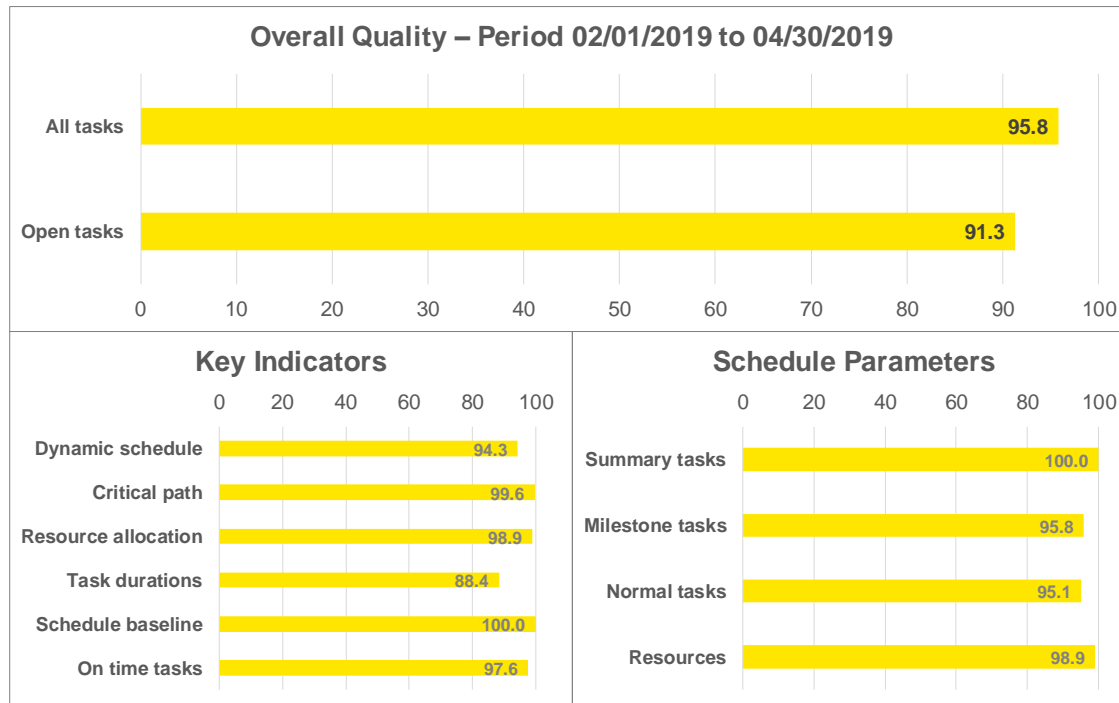 Overall Quality – Period 02/01/2019 to 04/30/2019
All tasks 95.8
Open tasks 91.3
0 10 20 30 40 50 60 70 80 90 100
Key Indicators
0 20 40 60 80 100
Dynamic schedule 94.3
Critical path 99.6
Resource allocation 98.9
Task durations 88.4
Schedule baseline 100.0
On time tasks 97.6
Schedule Parameters
0 20 40 60 80 100
Summary tasks 100.0
Milestone tasks 95.8
Normal tasks 95.1
Resources 98.9